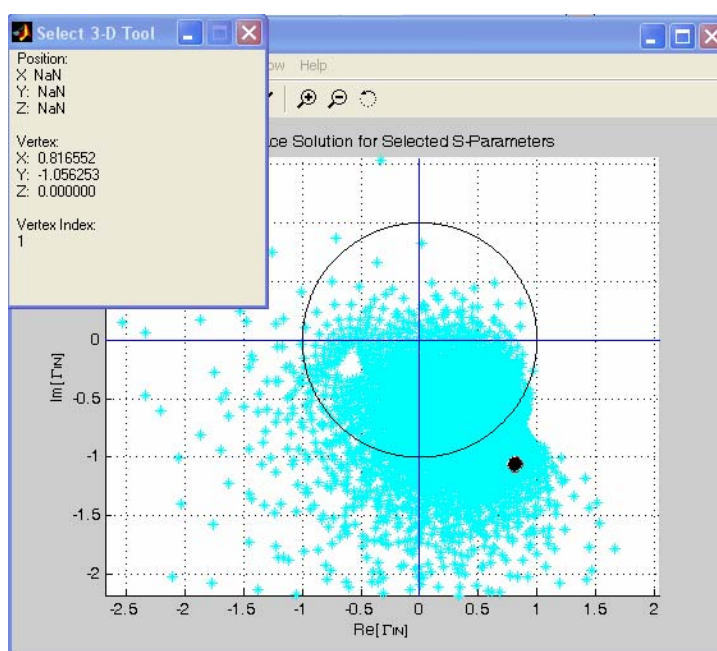 Select 3-D Tool
Position:
X NaN
Y: NaN
Z: NaN
Vertex:
X: 0.816552
Y: -1.056253
Z: 0.000000
Vertex Index:
1
Help
Solution for Selected S-Parameters
0
-0.5
-1
-1.5
-2
Im[ΓIN]
-2.5 -2 -1.5 -1 -0.5 0 0.5 1 1.5 2
Re[ΓIN]